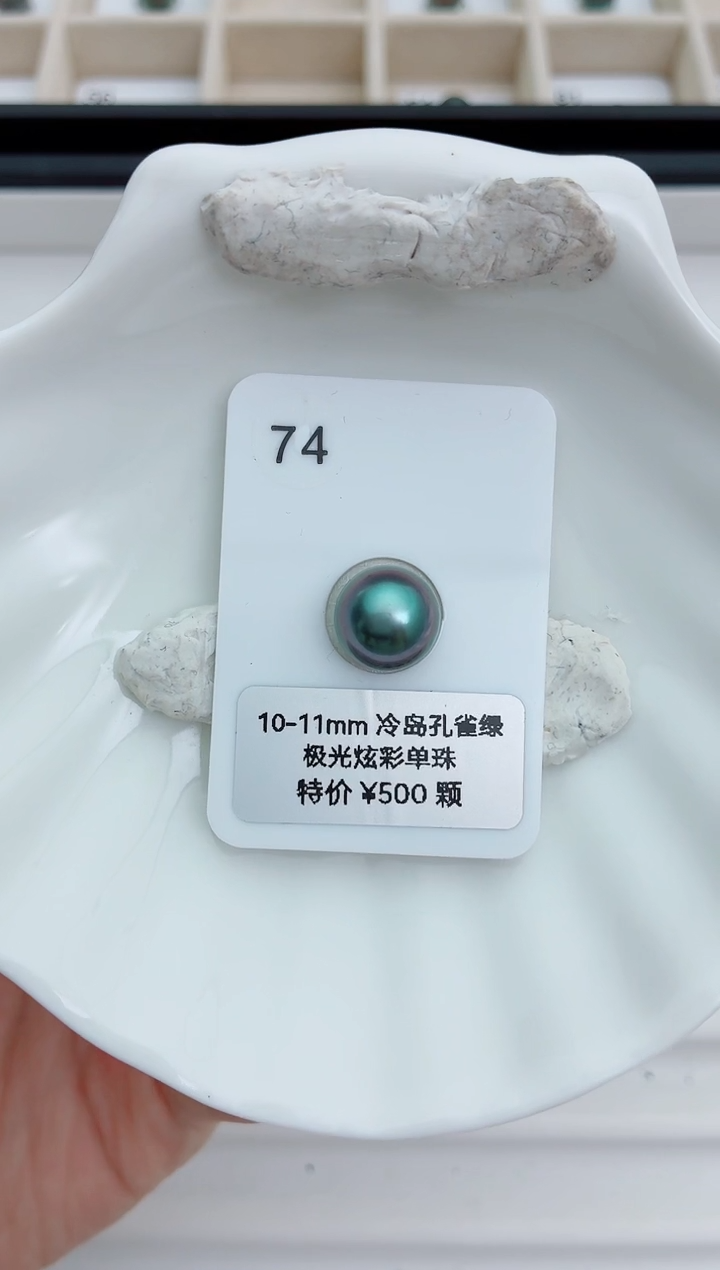 74
10-11mm 冷岛孔雀绿
极光炫彩单珠
特价 ¥500 颗